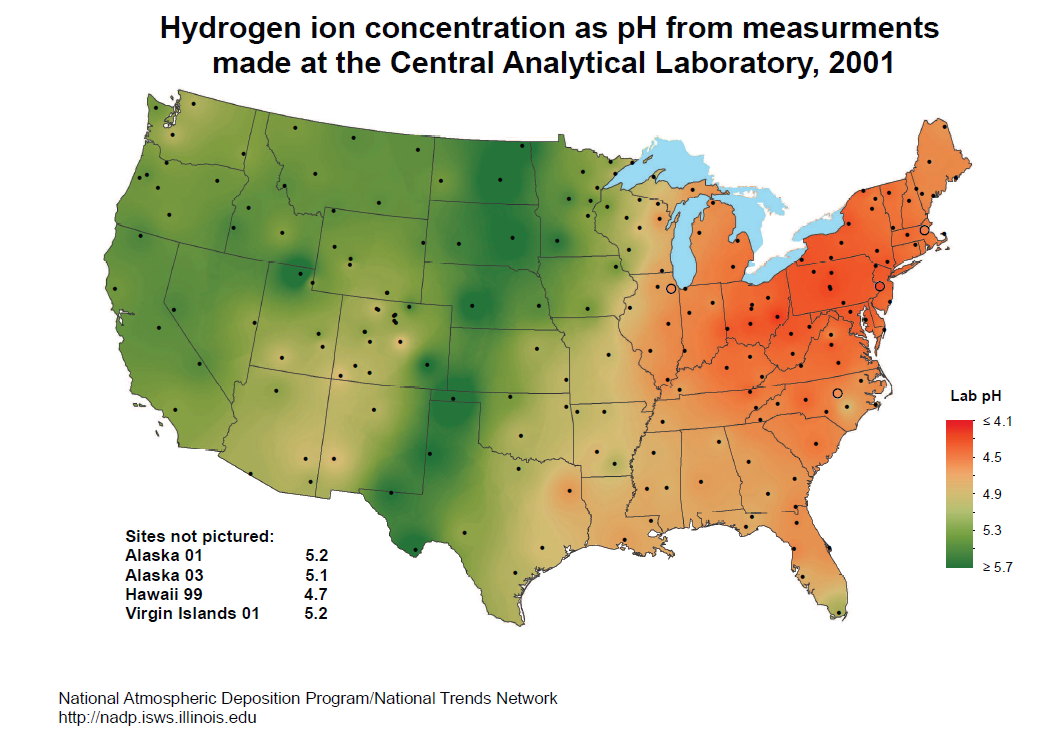 Hydrogen ion concentration as pH from measurments
made at the Central Analytical Laboratory, 2001
Lab pH
≤ 4.1
4.5
4.9
5.3
≥ 5.7
Sites not pictured:
Alaska 01 5.2
Alaska 03 5.1
Hawaii 99 4.7
Virgin Islands 01 5.2
National Atmospheric Deposition Program/National Trends Network
http://nadp.isws.illinois.edu